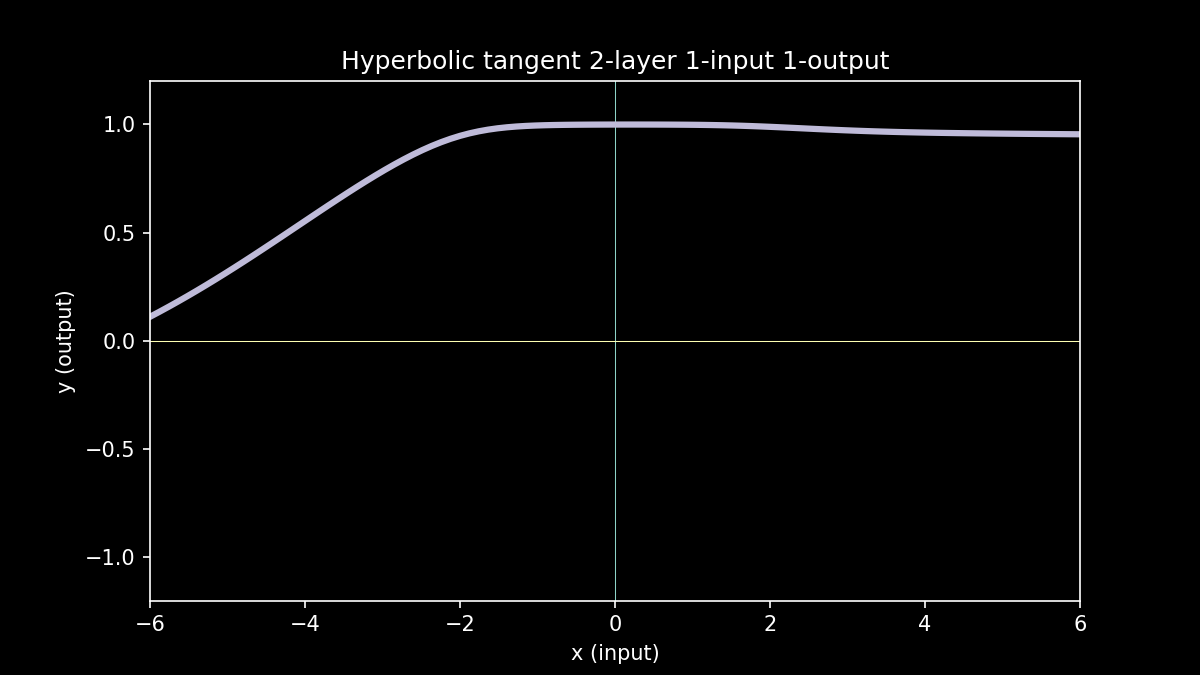 Hyperbolic tangent 2-layer 1-input 1-output
1.0
0.5
0.0
−0.5
−1.0
y (output)
−6 −4 −2 0 2 4 6
x (input)